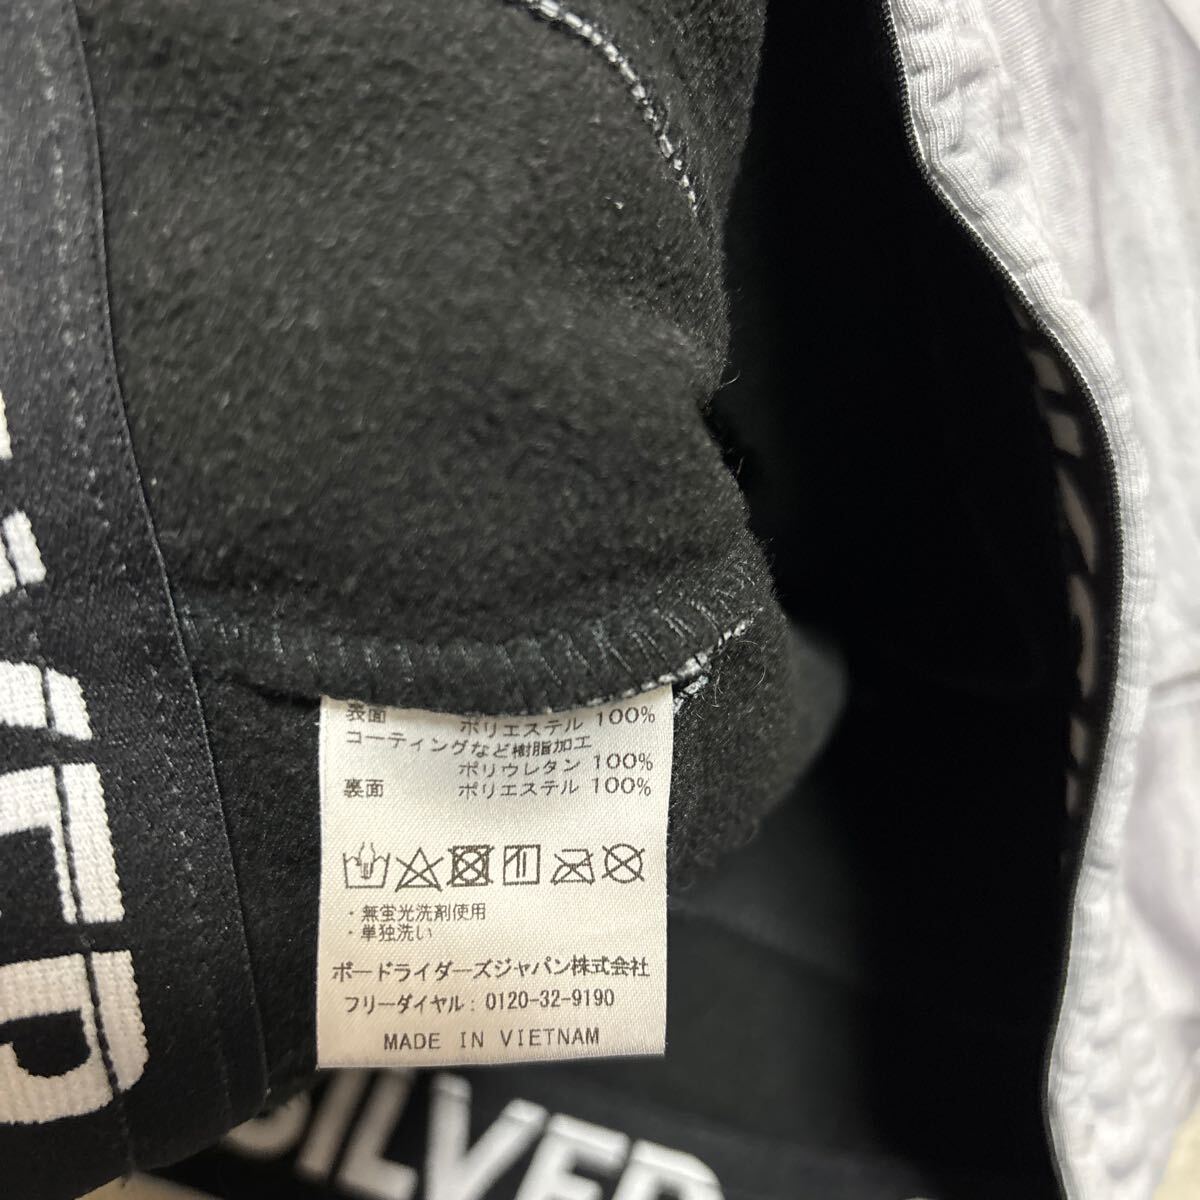 表面 ポリエステル 100%
コーティングなど樹脂加工
ポリウレタン 100%
裏面 ポリエステル 100%
・無蛍光洗剤使用
・単独洗い
ボードライダーズジャパン株式会社
フリーダイヤル: 0120-32-9190
MADE IN VIETNAM
SILVER